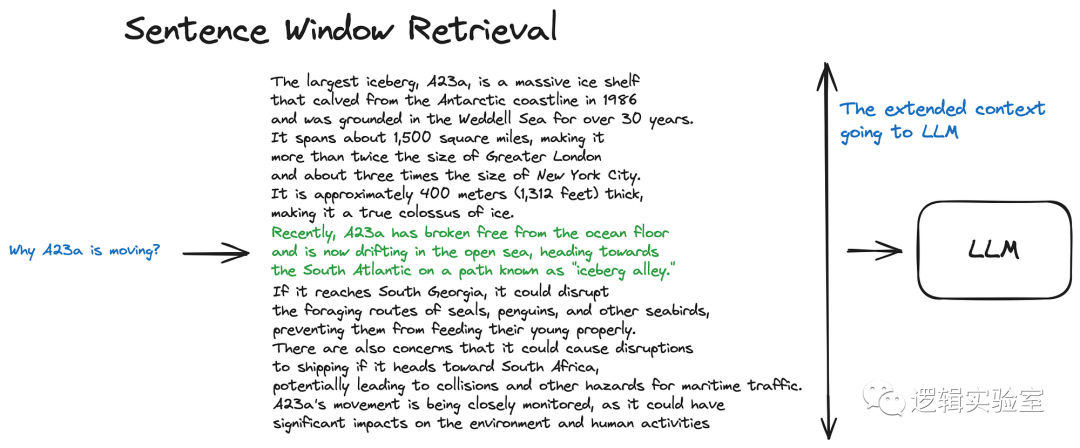 Sentence Window Retrieval
The largest iceberg, A23a, is a massive ice shelf
that calved from the Antarctic coastline in 1986
and was grounded in the Weddell Sea for over 30 years.
It spans about 1,500 square miles, making it
more than twice the size of Greater London
and about three times the size of New York City.
It is approximately 400 meters (1,312 feet) thick,
making it a true colossus of ice.
Why A23a is moving?
Recently, A23a has broken free from the ocean floor
and is now drifting in the open sea, heading towards
the South Atlantic on a path known as "iceberg alley."
If it reaches South Georgia, it could disrupt
the foraging routes of seals, penguins, and other seabirds,
preventing them from feeding their young properly.
There are also concerns that it could cause disruptions
to shipping if it heads toward South Africa,
potentially leading to collisions and other hazards for maritime traffic.
A23a's movement is being closely monitored, as it could have
significant impacts on the environment and human activities
The extended context
going to LLM
LLM
逻辑实验室